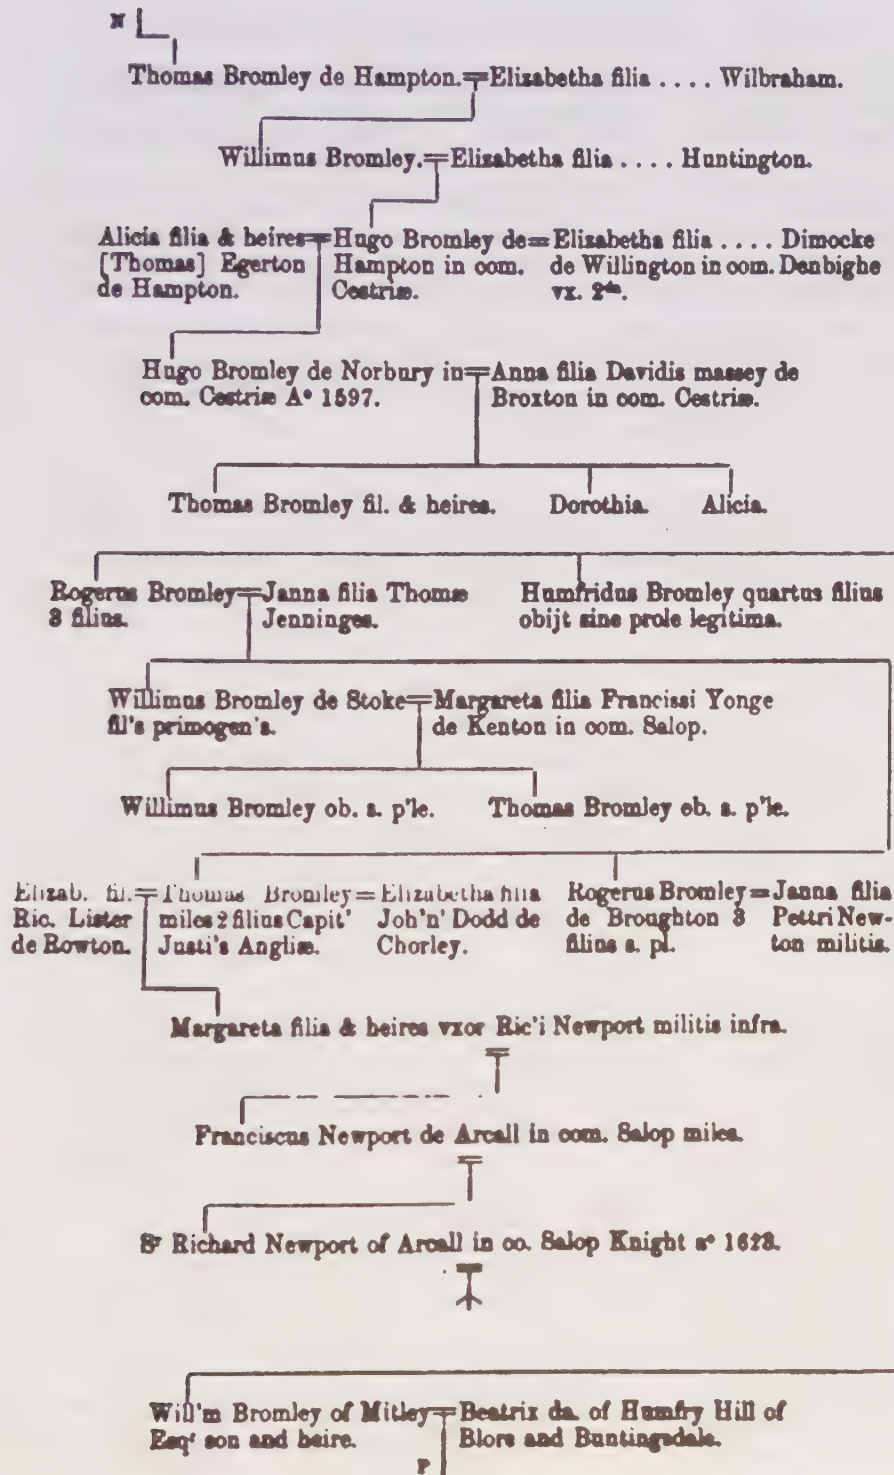 N
Thomas Bromley de Hampton.=Elizabetha filia .... Wilbraham.
Willimus Bromley.=Elizabetha filia .... Huntington.
Alicia filia & heires=Hugo Bromley de=Elizabetha filia .... Dimocke
[Thomas] Egerton Hampton in com. de Willington in com. Denbighe
de Hampton. Cestriæ. vx. 2da.
Hugo Bromley de Norbury in=Anna filia Davidis massey de
com. Cestriæ A° 1597. Broxton in com. Cestriæ.
Thomas Bromley fil. & heires. Dorothia. Alicia.
Rogerus Bromley=Janna filia Thomæ Humfridus Bromley quartus filius
3 filius. Jenninges. obijt sine prole legitima.
Willimus Bromley de Stoke=Margareta filia Francissi Yonge
fil's primogen's. de Kenton in com. Salop.
Willimus Bromley ob. s. p'le. Thomas Bromley ob. s. p'le.
Elizab. fil.=Thomas Bromley=Elizabetha filia Rogerus Bromley=Janna filia
Ric. Lister miles 2 filius Capit' Joh'n' Dodd de de Broughton 3 Pettri New-
de Rowton. Justi's Angliæ. Chorley. filius s. pl. ton militis.
Margareta filia & heires vxor Ric'i Newport militis infra.
Franciscus Newport de Arcall in com. Salop miles.
Sr Richard Newport of Arcall in co. Salop Knight a° 1623.
Will'm Bromley of Mitley=Beatrix da. of Humfry Hill of
Esqr son and heire. Blore and Buntingsdale.
P